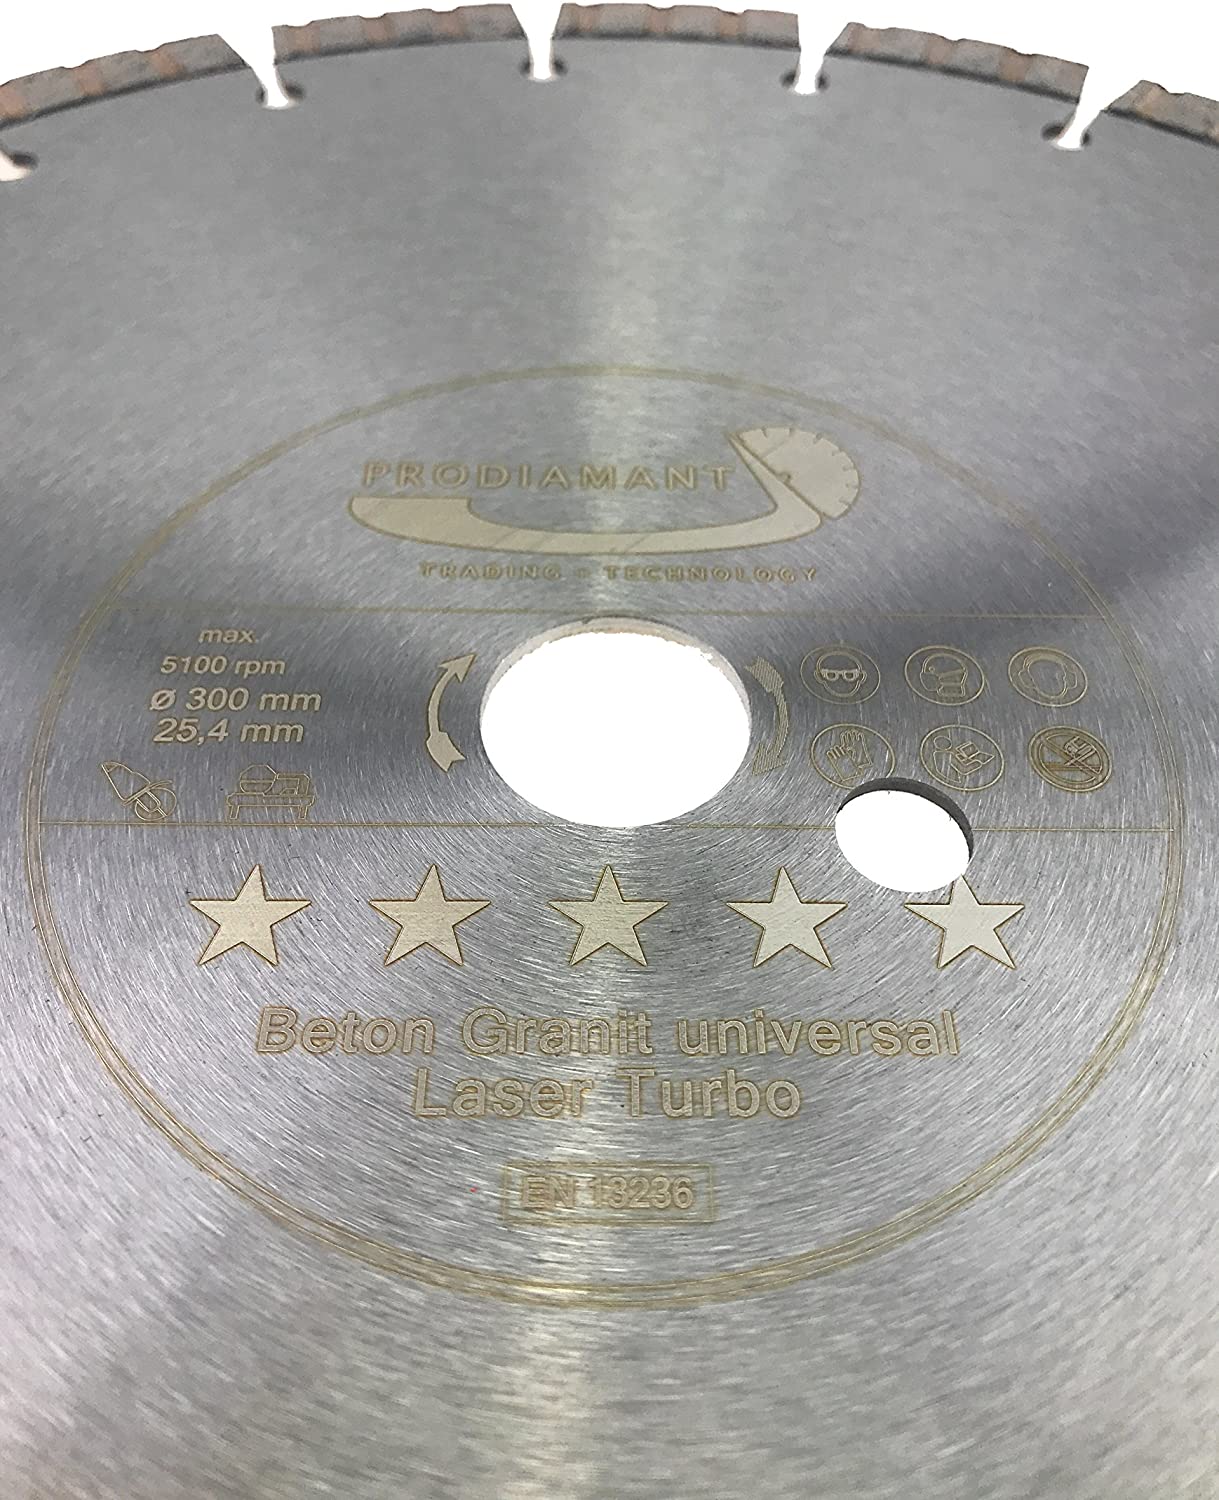 PRODIAMANT
TRADING - TECHNOLOGY
max.
5100 rpm
Ø 300 mm
25,4 mm
Beton Granit universal
Laser Turbo
EN 13236